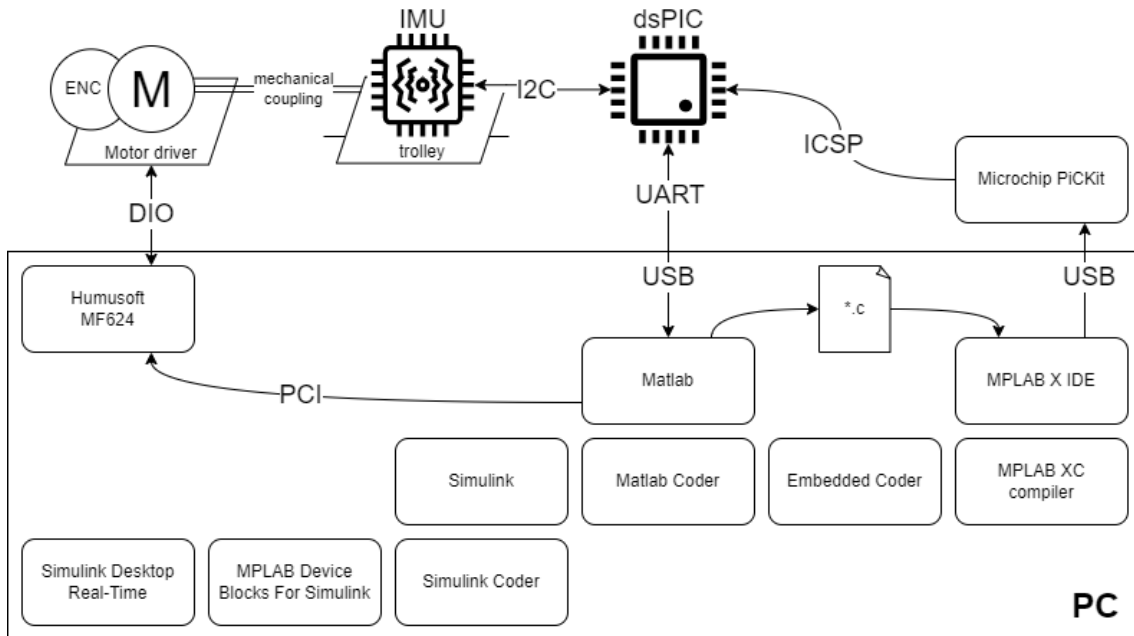 IMU
dsPIC
ENC
M
mechanical
coupling
I2C
Motor driver
trolley
ICSP
Microchip PiCKit
DIO
UART
USB
USB
Humusoft
MF624
*.c
Matlab
MPLAB X IDE
PCI
Simulink
Matlab Coder
Embedded Coder
MPLAB XC
compiler
Simulink Desktop
Real-Time
MPLAB Device
Blocks For Simulink
Simulink Coder
PC